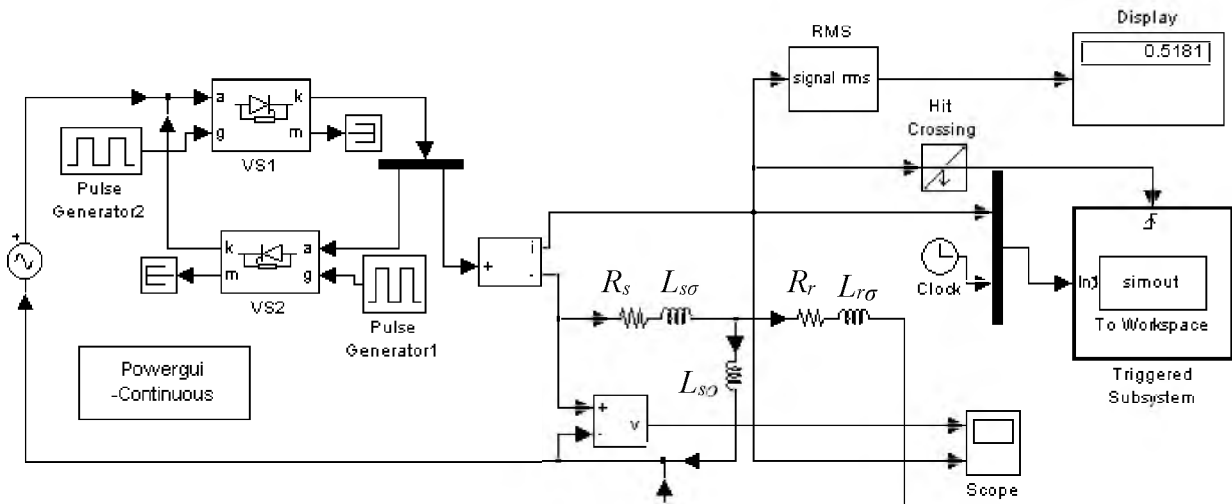 Display
0.5181
RMS
signal rms
Hit
Crossing
a
k
g
m
VS1
Pulse
Generator2
k
a
m
g
VS2
Pulse
Generator1
+
+
i
-
Rs
Lsσ
Rr
Lrσ
Clock
In1
simout
To Workspace
Triggered
Subsystem
Powergui
-Continuous
+
v
-
Scope